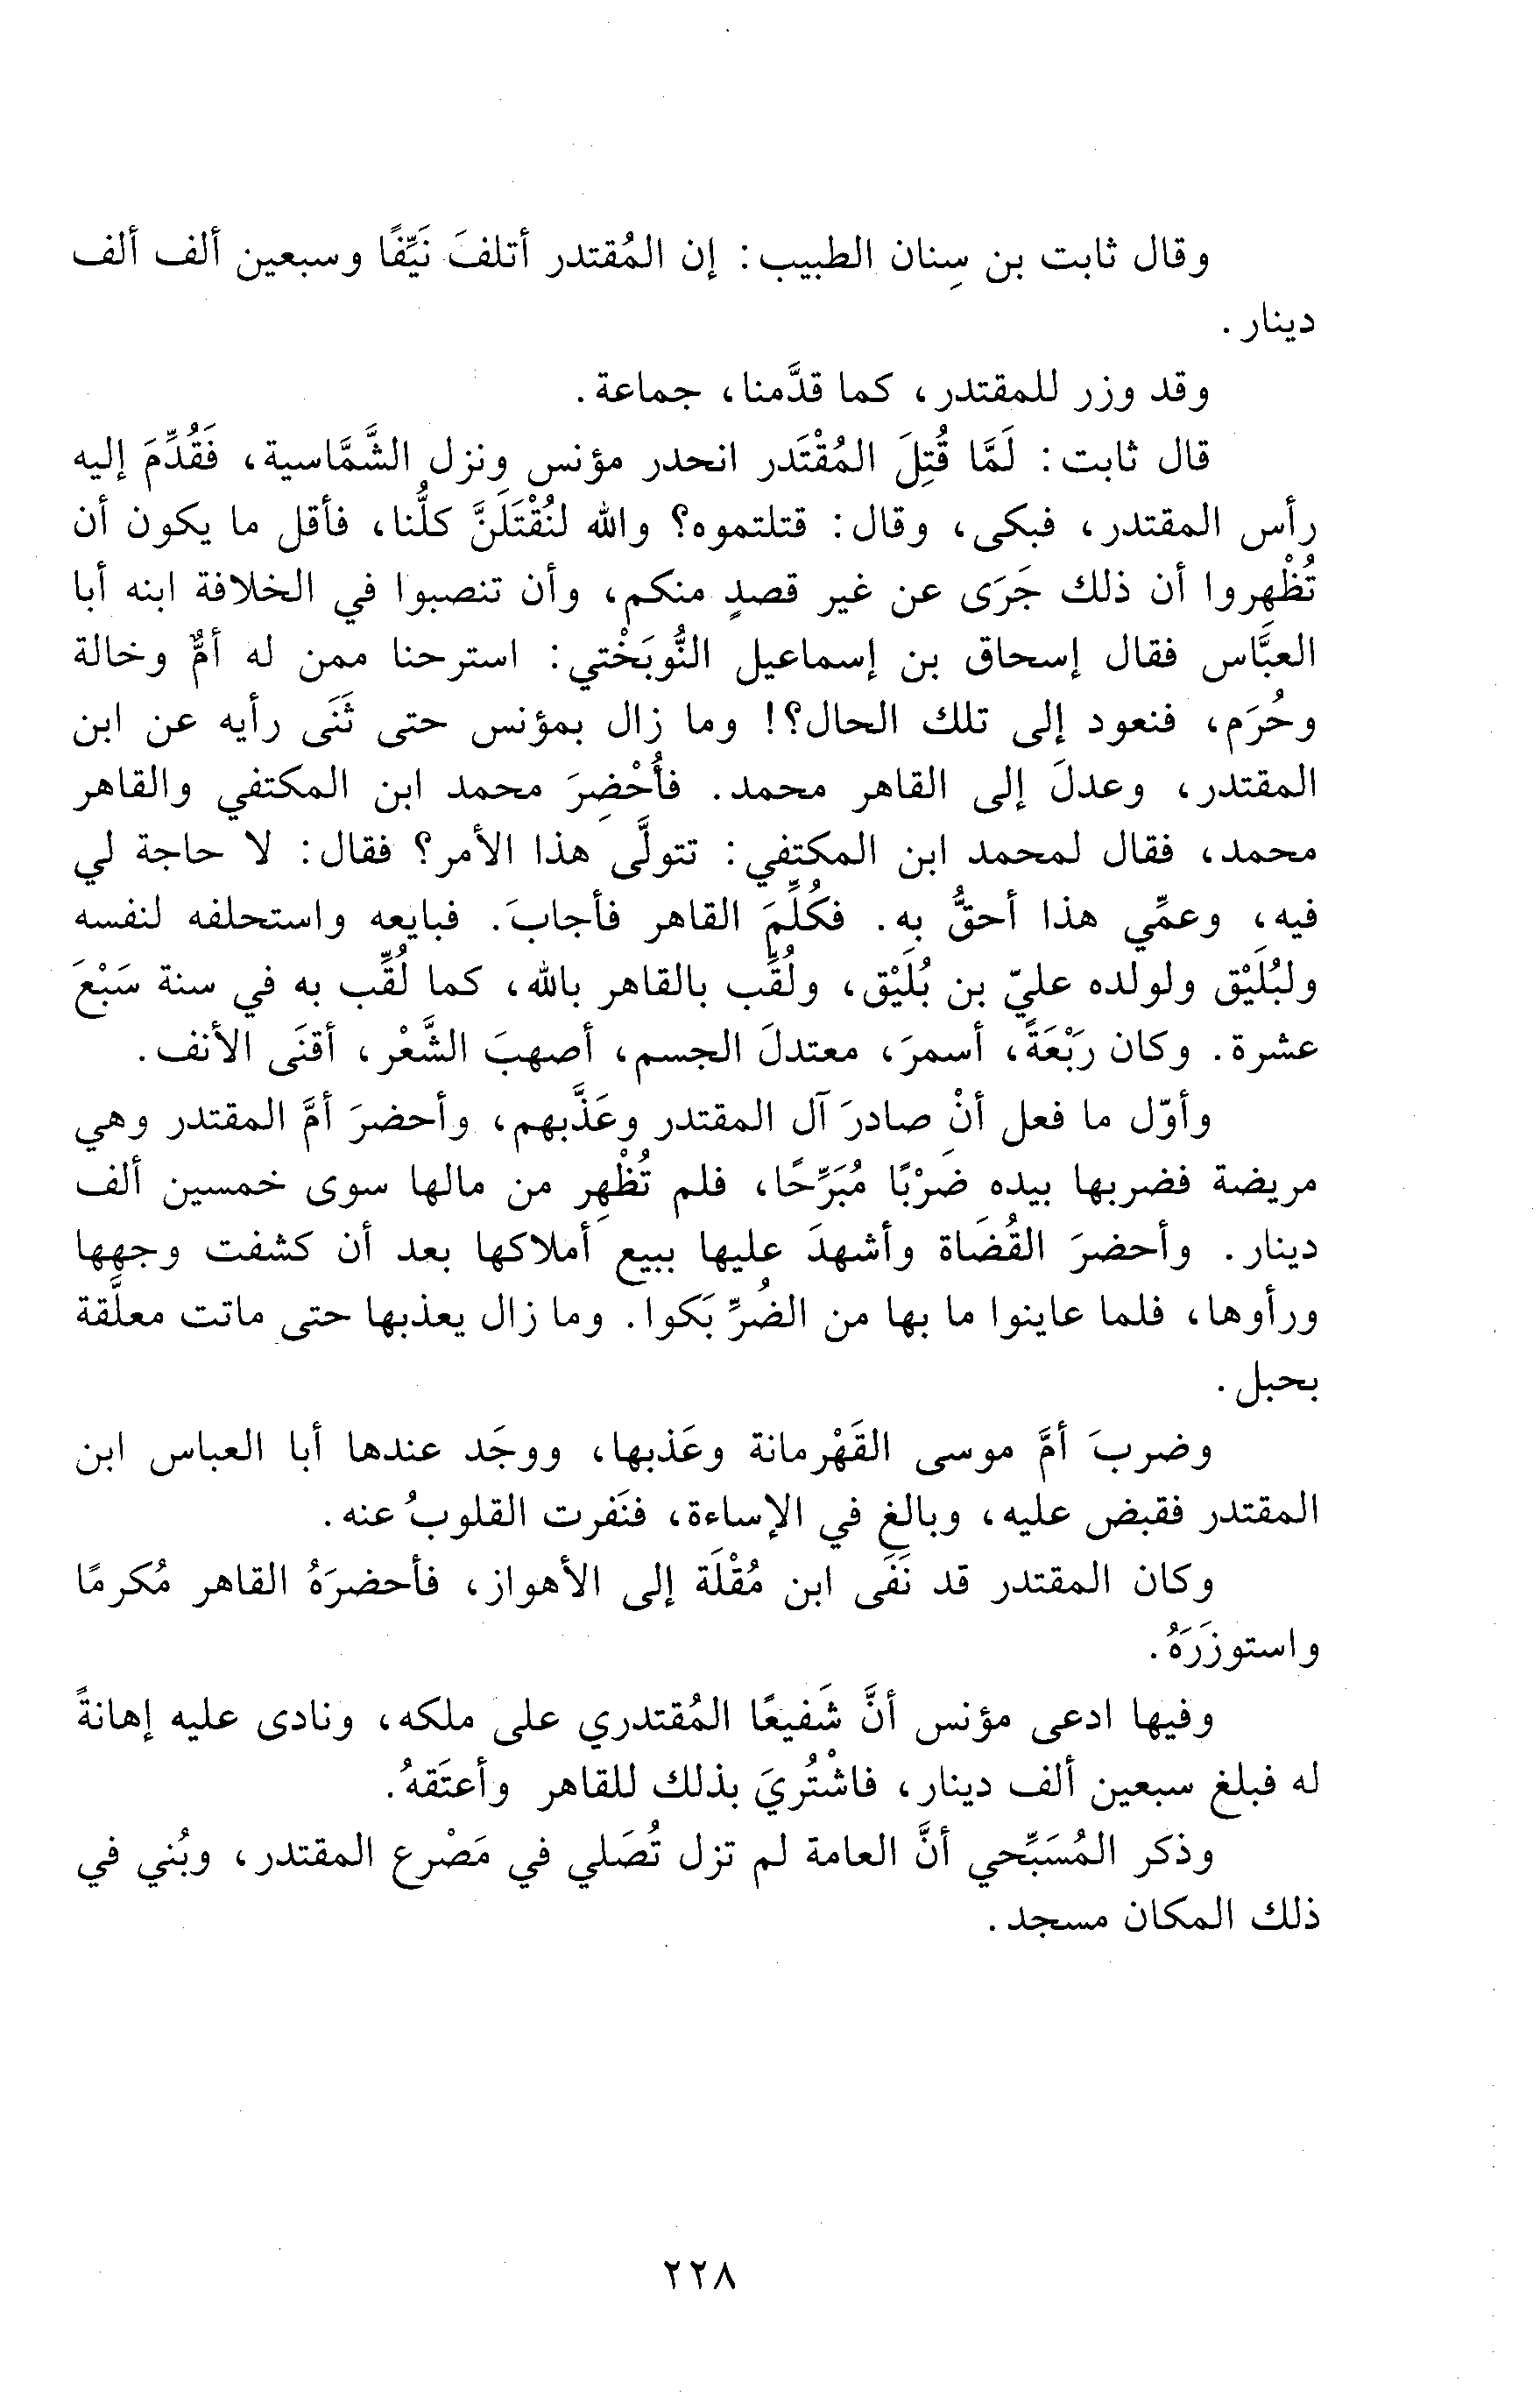 وقال ثابت بن سِنان الطبيب: إن المُقتدر أتلفَ نَيِّفًا وسبعين ألف ألف
دينار.
وقد وزر للمقتدر، كما قدَّمنا، جماعة.
قال ثابت: لَمَّا قُتِلَ المُقْتَدر انحدر مؤنس ونزل الشَّمَّاسية، فَقُدِّمَ إليه
رأس المقتدر، فبكى، وقال: قتلتموه؟ والله لنُقْتَلَنَّ كلُّنا، فأقل ما يكون أن
تُظْهِروا أن ذلك جَرَى عن غير قصدٍ منكم، وأن تنصبوا في الخلافة ابنه أبا
العبَّاس فقال إسحاق بن إسماعيل النُّوبَخْتي: استرحنا ممن له أمٌّ وخالة
وحُرَم، فنعود إلى تلك الحال؟! وما زال بمؤنس حتى ثَنَى رأيه عن ابن
المقتدر، وعدلَ إلى القاهر محمد. فأُحْضِرَ محمد ابن المكتفي والقاهر
محمد، فقال لمحمد ابن المكتفي: تتولَّى هذا الأمر؟ فقال: لا حاجة لي
فيه، وعمِّي هذا أحقُّ به. فكُلِّمَ القاهر فأجابَ. فبايعه واستحلفه لنفسه
ولبُلَيْق ولولده عليّ بن بُلَيْق، ولُقِّب بالقاهر بالله، كما لُقِّب به في سنة سَبْعَ
عشرة. وكان رَبْعَةً، أسمرَ، معتدلَ الجسم، أصهبَ الشَّعْر، أقنَى الأنف.
وأوّل ما فعل أنْ صادرَ آل المقتدر وعَذَّبهم، وأحضرَ أمَّ المقتدر وهي
مريضة فضربها بيده ضَرْبًا مُبَرِّحًا، فلم تُظْهِر من مالها سوى خمسين ألف
دينار. وأحضرَ القُضَاة وأشهدَ عليها ببيع أملاكها بعد أن كشفت وجهها
ورأوها، فلما عاينوا ما بها من الضُرِّ بَكوا. وما زال يعذبها حتى ماتت معلَّقة
بحبل.
وضربَ أمَّ موسى القَهْرمانة وعَذبها، ووجَد عندها أبا العباس ابن
المقتدر فقبض عليه، وبالغ في الإساءة، فنَفرت القلوبُ عنه.
وكان المقتدر قد نَفَى ابن مُقْلَة إلى الأهواز، فأحضرَهُ القاهر مُكرمًا
واستوزَرَهُ.
وفيها ادعى مؤنس أنَّ شَفيعًا المُقتدري على ملكه، ونادى عليه إهانةً
له فبلغ سبعين ألف دينار، فاشْتُريَ بذلك للقاهر وأعتَقهُ.
وذكر المُسَبِّحي أنَّ العامة لم تزل تُصَلي في مَصْرع المقتدر، وبُني في
ذلك المكان مسجد.
٢٢٨